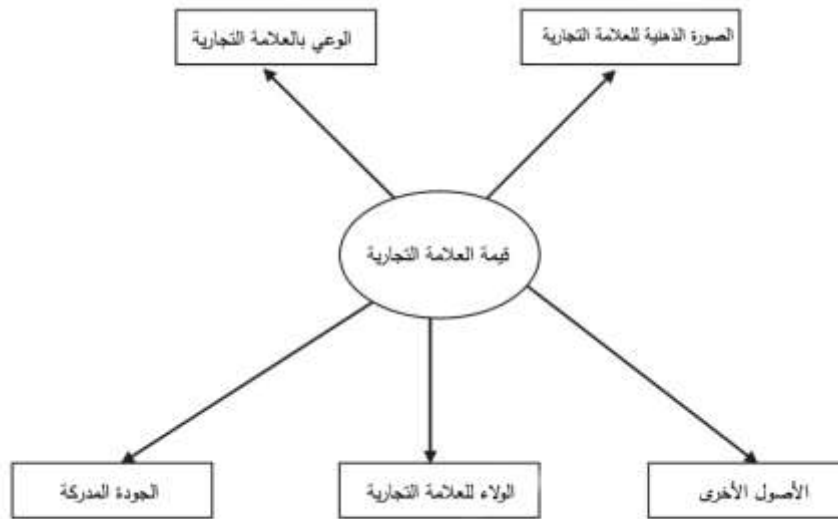 الصورة الذهنية للعلامة التجارية
الوعي بالعلامة التجارية
قيمة العلامة التجارية
الأصول الأخرى
الولاء للعلامة التجارية
الجودة المدركة